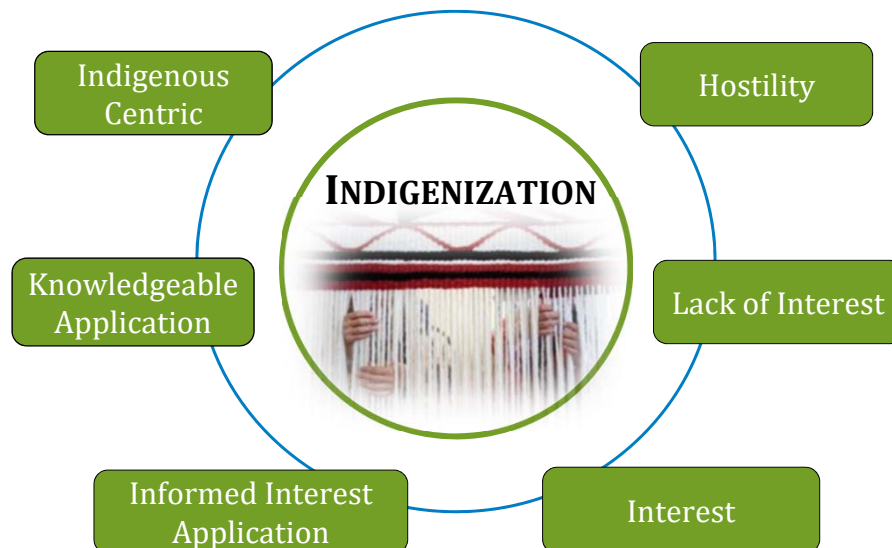 Indigenous
Centric
Hostility
INDIGENIZATION
Knowledgeable
Application
Lack of Interest
Informed Interest
Application
Interest